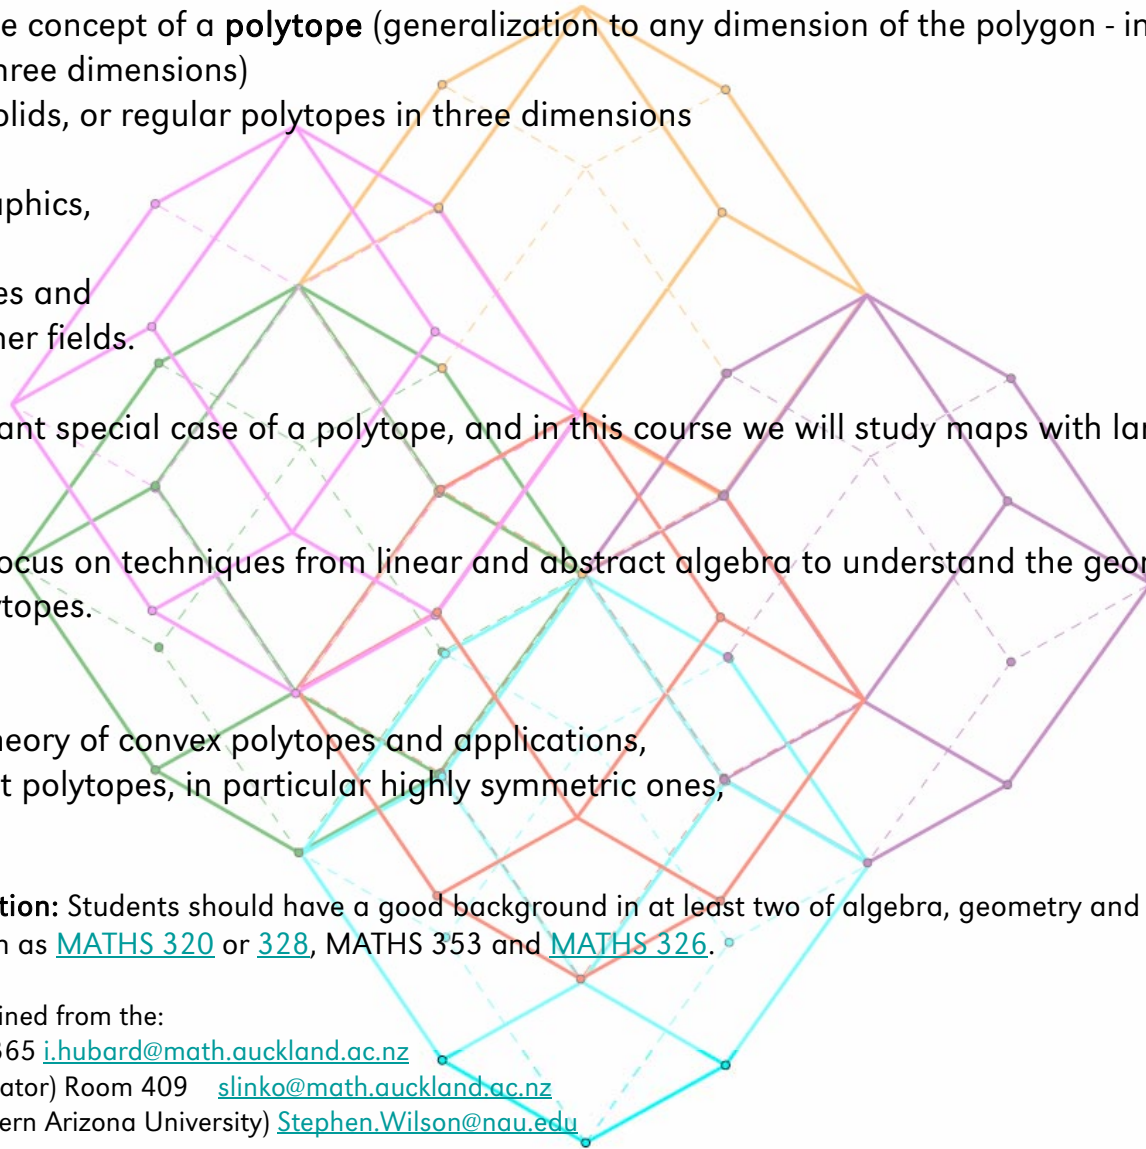 e concept of a polytope (generalization to any dimension of the polygon - in
hree dimensions)
olids, or regular polytopes in three dimensions
aphics,
es and
her fields.
ant special case of a polytope, and in this course we will study maps with lar
ocus on techniques from linear and abstract algebra to understand the geom
ytopes.
heory of convex polytopes and applications,
t polytopes, in particular highly symmetric ones,
tion: Students should have a good background in at least two of algebra, geometry and
h as MATHS 320 or 328, MATHS 353 and MATHS 326.
ined from the:
365 i.hubard@math.auckland.ac.nz
ator) Room 409 slinko@math.auckland.ac.nz
ern Arizona University) Stephen.Wilson@nau.edu